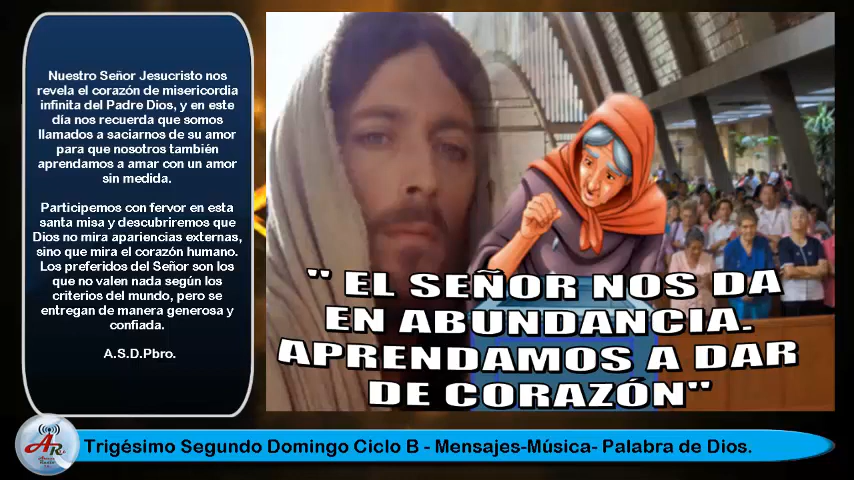 Nuestro Señor Jesucristo nos
revela el corazón de misericordia
infinita del Padre Dios, y en este
día nos recuerda que somos
llamados a saciarnos de su amor
para que nosotros también
aprendamos a amar con un amor
sin medida.
Participemos con fervor en esta
santa misa y descubriremos que
Dios no mira apariencias externas,
sino que mira el corazón humano.
Los preferidos del Señor son los
que no valen nada según los
criterios del mundo, pero se
entregan de manera generosa y
confiada.
A.S.D.Pbro.
" EL SEÑOR NOS DA
EN ABUNDANCIA.
APRENDAMOS A DAR
DE CORAZÓN"
AR
Trigésimo Segundo Domingo Ciclo B - Mensajes-Música- Palabra de Dios.